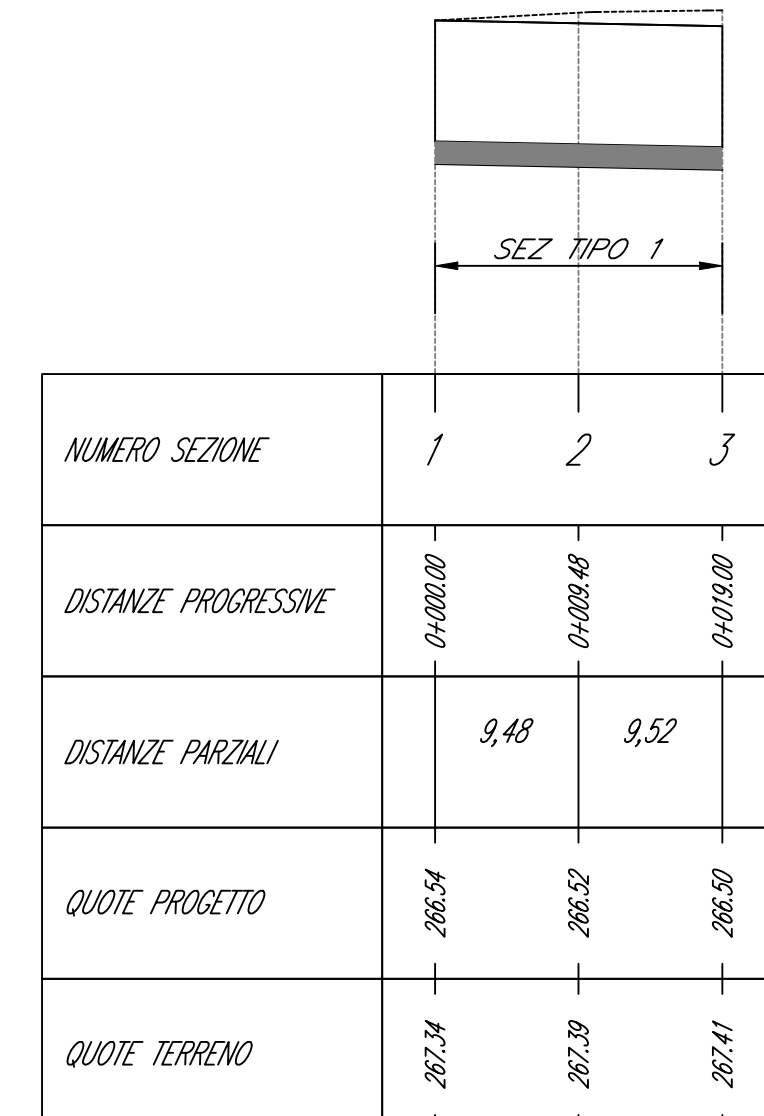 SEZ TIPO 1
NUMERO SEZIONE 1 2 3
DISTANZE PROGRESSIVE 0+000.00 0+009.48 0+019.00
DISTANZE PARZIALI 9,48 9,52
QUOTE PROGETTO 266.54 266.52 266.50
QUOTE TERRENO 267.34 267.39 267.41